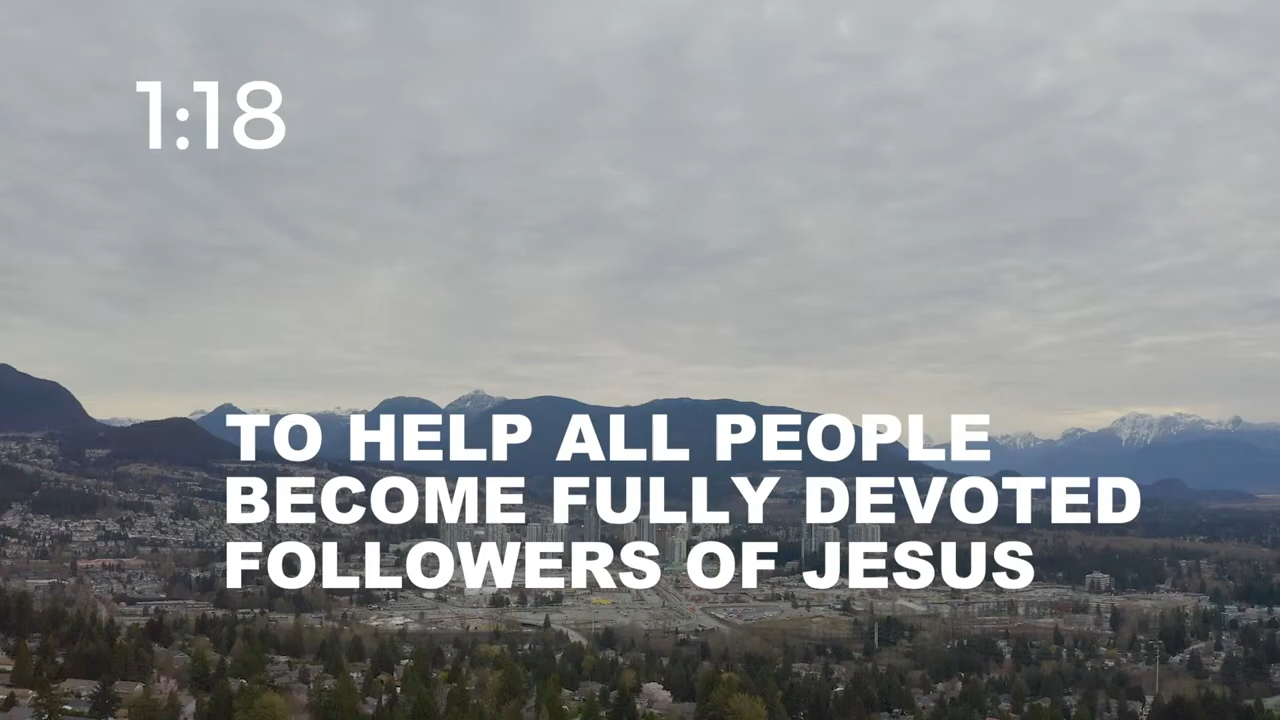 1:18
TO HELP ALL PEOPLE
BECOME FULLY DEVOTED
FOLLOWERS OF JESUS